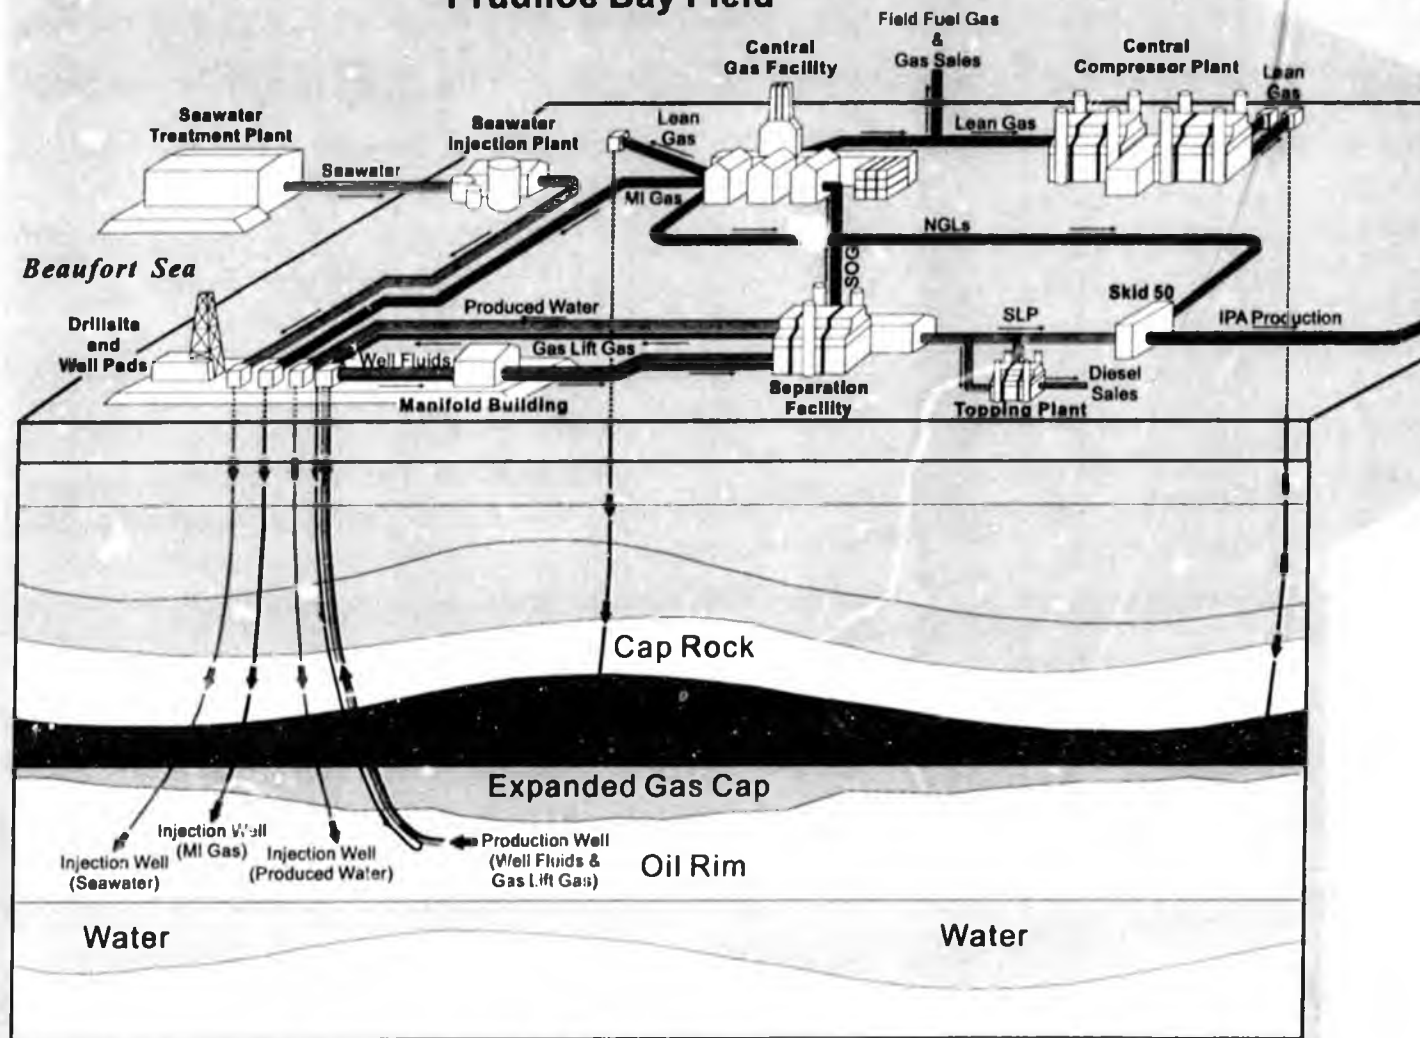 Prudhoe Bay Field
Field Fuel Gas
&
Gas Sales
Central
Gas Facility
Central
Compressor Plant
Lean
Gas
Seawater
Treatment Plant
Seawater
Injection Plant
Lean
Gas
Lean Gas
Seawater
MI Gas
NGLs
Beaufort Sea
SOG
Skid 50
Drillsite
and
Well Pads
Produced Water
SLP
IPA Production
Well Fluids
Gas Lift Gas
Diesel
Sales
Manifold Building
Separation
Facility
Topping Plant
Cap Rock
Expanded Gas Cap
Injection Well
(MI Gas)
Injection Well
(Seawater)
Injection Well
(Produced Water)
Production Well
(Well Fluids &
Gas Lift Gas)
Oil Rim
Water
Water